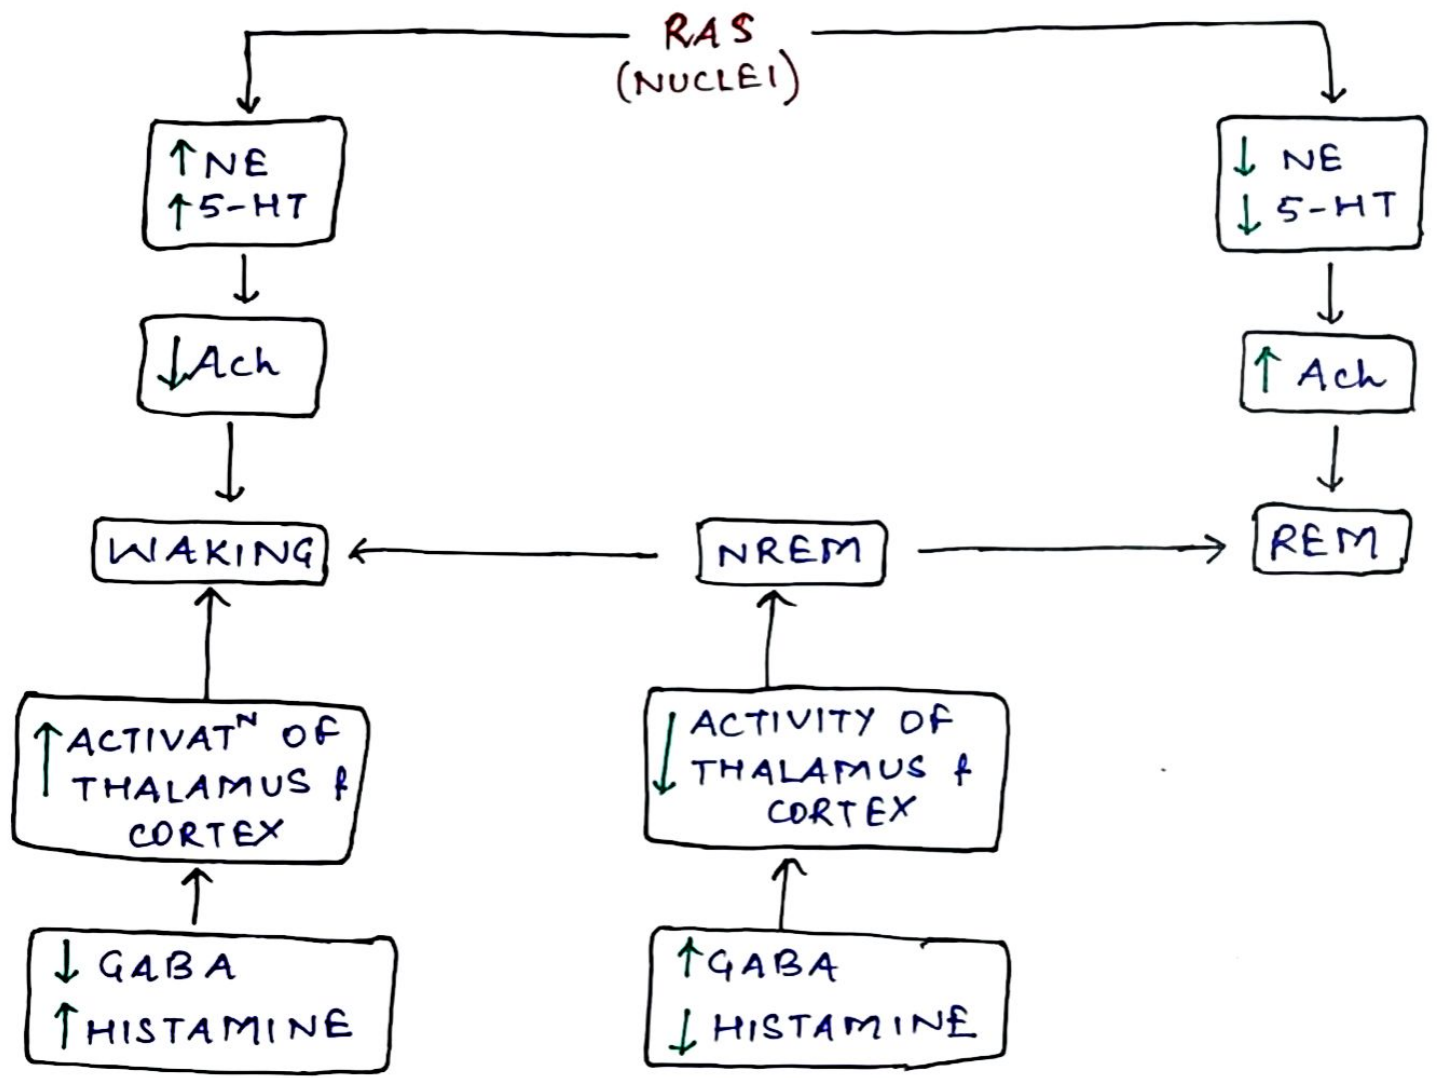 RAS
(NUCLEI)
↑ NE
↑ 5-HT
↓ NE
↓ 5-HT
↓ Ach
↑ Ach
WAKING
NREM
REM
↑ ACTIVATᴺ OF
THALAMUS &
CORTEX
↓ ACTIVITY OF
THALAMUS &
CORTEX
↓ GABA
↑ HISTAMINE
↑ GABA
↓ HISTAMINE